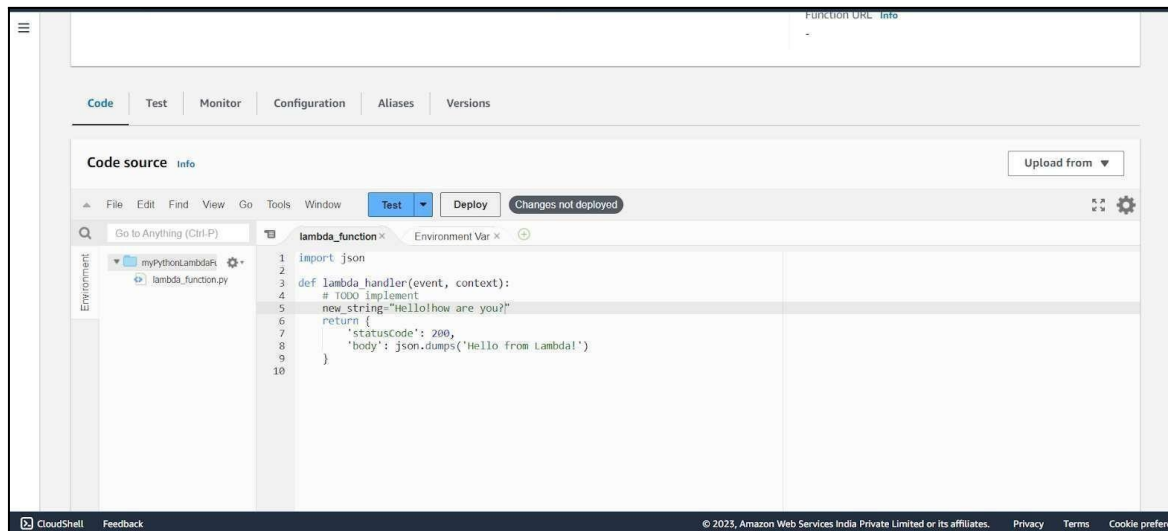 Function URL Info
-
Code Test Monitor Configuration Aliases Versions
Code source Info
Upload from
File Edit Find View Go Tools Window Test Deploy Changes not deployed
Go to Anything (Ctrl-P)
lambda_function × Environment Var ×
Environment
myPythonLambdaFu
lambda_function.py
1 import json
2
3 def lambda_handler(event, context):
4 # TODO implement
5 new_string="Hello!how are you?"
6 return {
7 'statusCode': 200,
8 'body': json.dumps('Hello from Lambda!')
9 }
10
CloudShell Feedback © 2023, Amazon Web Services India Private Limited or its affiliates. Privacy Terms Cookie prefer